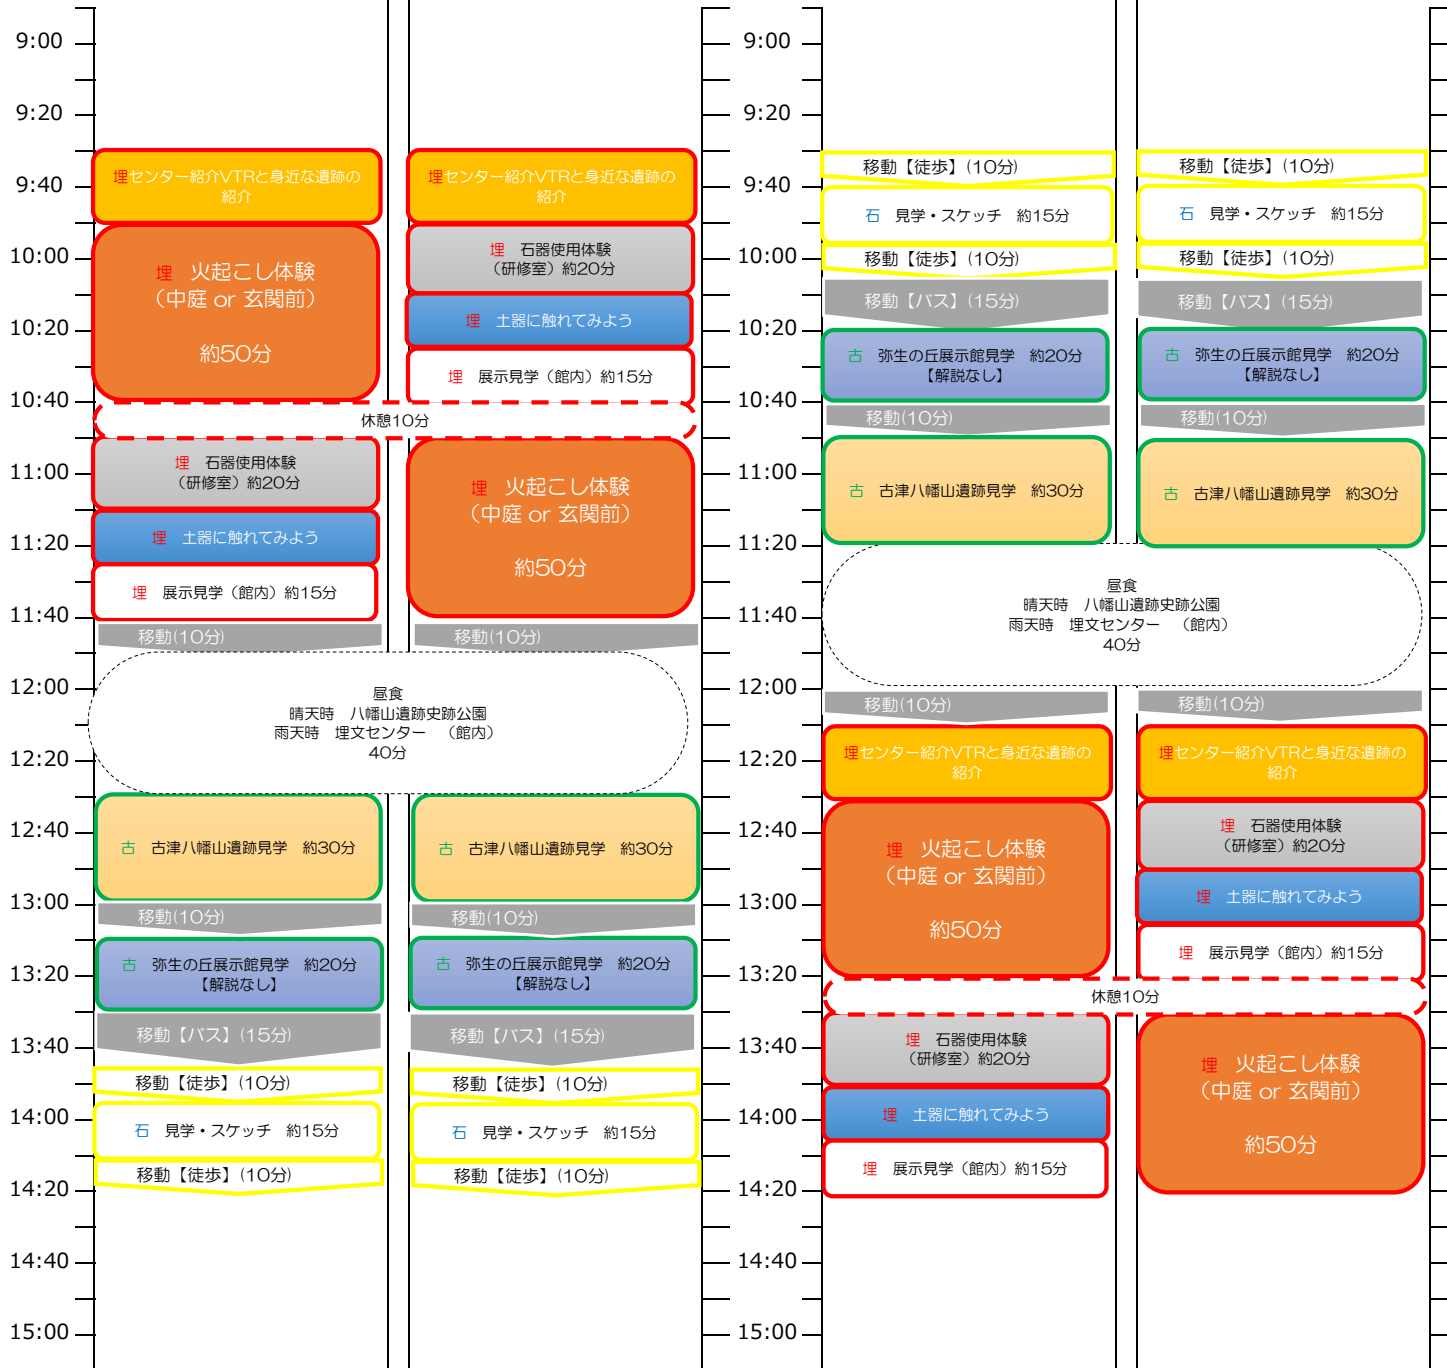 9:00
9:20
9:40
10:00
10:20
10:40
11:00
11:20
11:40
12:00
12:20
12:40
13:00
13:20
13:40
14:00
14:20
14:40
15:00
埋センター紹介VTRと身近な遺跡の
紹介
埋　火起こし体験
（中庭 or 玄関前）
約50分
休憩10分
埋　石器使用体験
（研修室）約20分
埋　土器に触れてみよう
埋　展示見学（館内）約15分
移動(10分)
昼食
晴天時　八幡山遺跡史跡公園
雨天時　埋文センター　（館内）
40分
古　古津八幡山遺跡見学　約30分
移動(10分)
古　弥生の丘展示館見学　約20分
【解説なし】
移動【バス】(15分)
移動【徒歩】(10分)
石　見学・スケッチ　約15分
移動【徒歩】(10分)
埋センター紹介VTRと身近な遺跡の
紹介
埋　石器使用体験
（研修室）約20分
埋　土器に触れてみよう
埋　展示見学（館内）約15分
埋　火起こし体験
（中庭 or 玄関前）
約50分
移動(10分)
古　古津八幡山遺跡見学　約30分
移動(10分)
古　弥生の丘展示館見学　約20分
【解説なし】
移動【バス】(15分)
移動【徒歩】(10分)
石　見学・スケッチ　約15分
移動【徒歩】(10分)
9:00
9:20
9:40
10:00
10:20
10:40
11:00
11:20
11:40
12:00
12:20
12:40
13:00
13:20
13:40
14:00
14:20
14:40
15:00
移動【徒歩】(10分)
石　見学・スケッチ　約15分
移動【徒歩】(10分)
移動【バス】(15分)
古　弥生の丘展示館見学　約20分
【解説なし】
移動(10分)
古　古津八幡山遺跡見学　約30分
昼食
晴天時　八幡山遺跡史跡公園
雨天時　埋文センター　（館内）
40分
移動(10分)
埋センター紹介VTRと身近な遺跡の
紹介
埋　火起こし体験
（中庭 or 玄関前）
約50分
休憩10分
埋　石器使用体験
（研修室）約20分
埋　土器に触れてみよう
埋　展示見学（館内）約15分
移動【徒歩】(10分)
石　見学・スケッチ　約15分
移動【徒歩】(10分)
移動【バス】(15分)
古　弥生の丘展示館見学　約20分
【解説なし】
移動(10分)
古　古津八幡山遺跡見学　約30分
移動(10分)
埋センター紹介VTRと身近な遺跡の
紹介
埋　石器使用体験
（研修室）約20分
埋　土器に触れてみよう
埋　展示見学（館内）約15分
埋　火起こし体験
（中庭 or 玄関前）
約50分